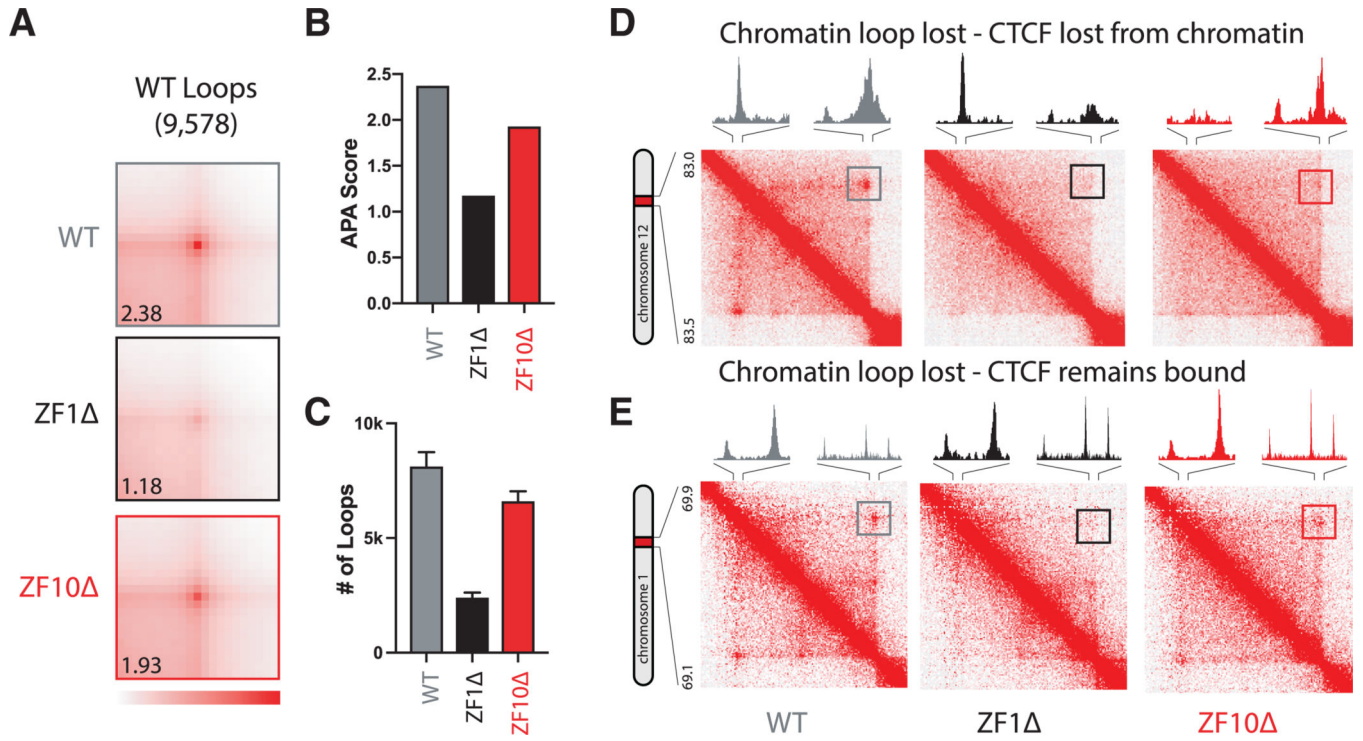 A
WT Loops
(9,578)
WT
2.38
ZF1Δ
1.18
ZF10Δ
1.93
B
APA Score
2.5
2.0
1.5
1.0
0.5
0.0
WT
ZF1Δ
ZF10Δ
C
# of Loops
10k
5k
0
WT
ZF1Δ
ZF10Δ
D
Chromatin loop lost - CTCF lost from chromatin
chromosome 12
83.0
83.5
Chromatin loop lost - CTCF remains bound
E
chromosome 1
69.9
69.1
WT
ZF1Δ
ZF10Δ